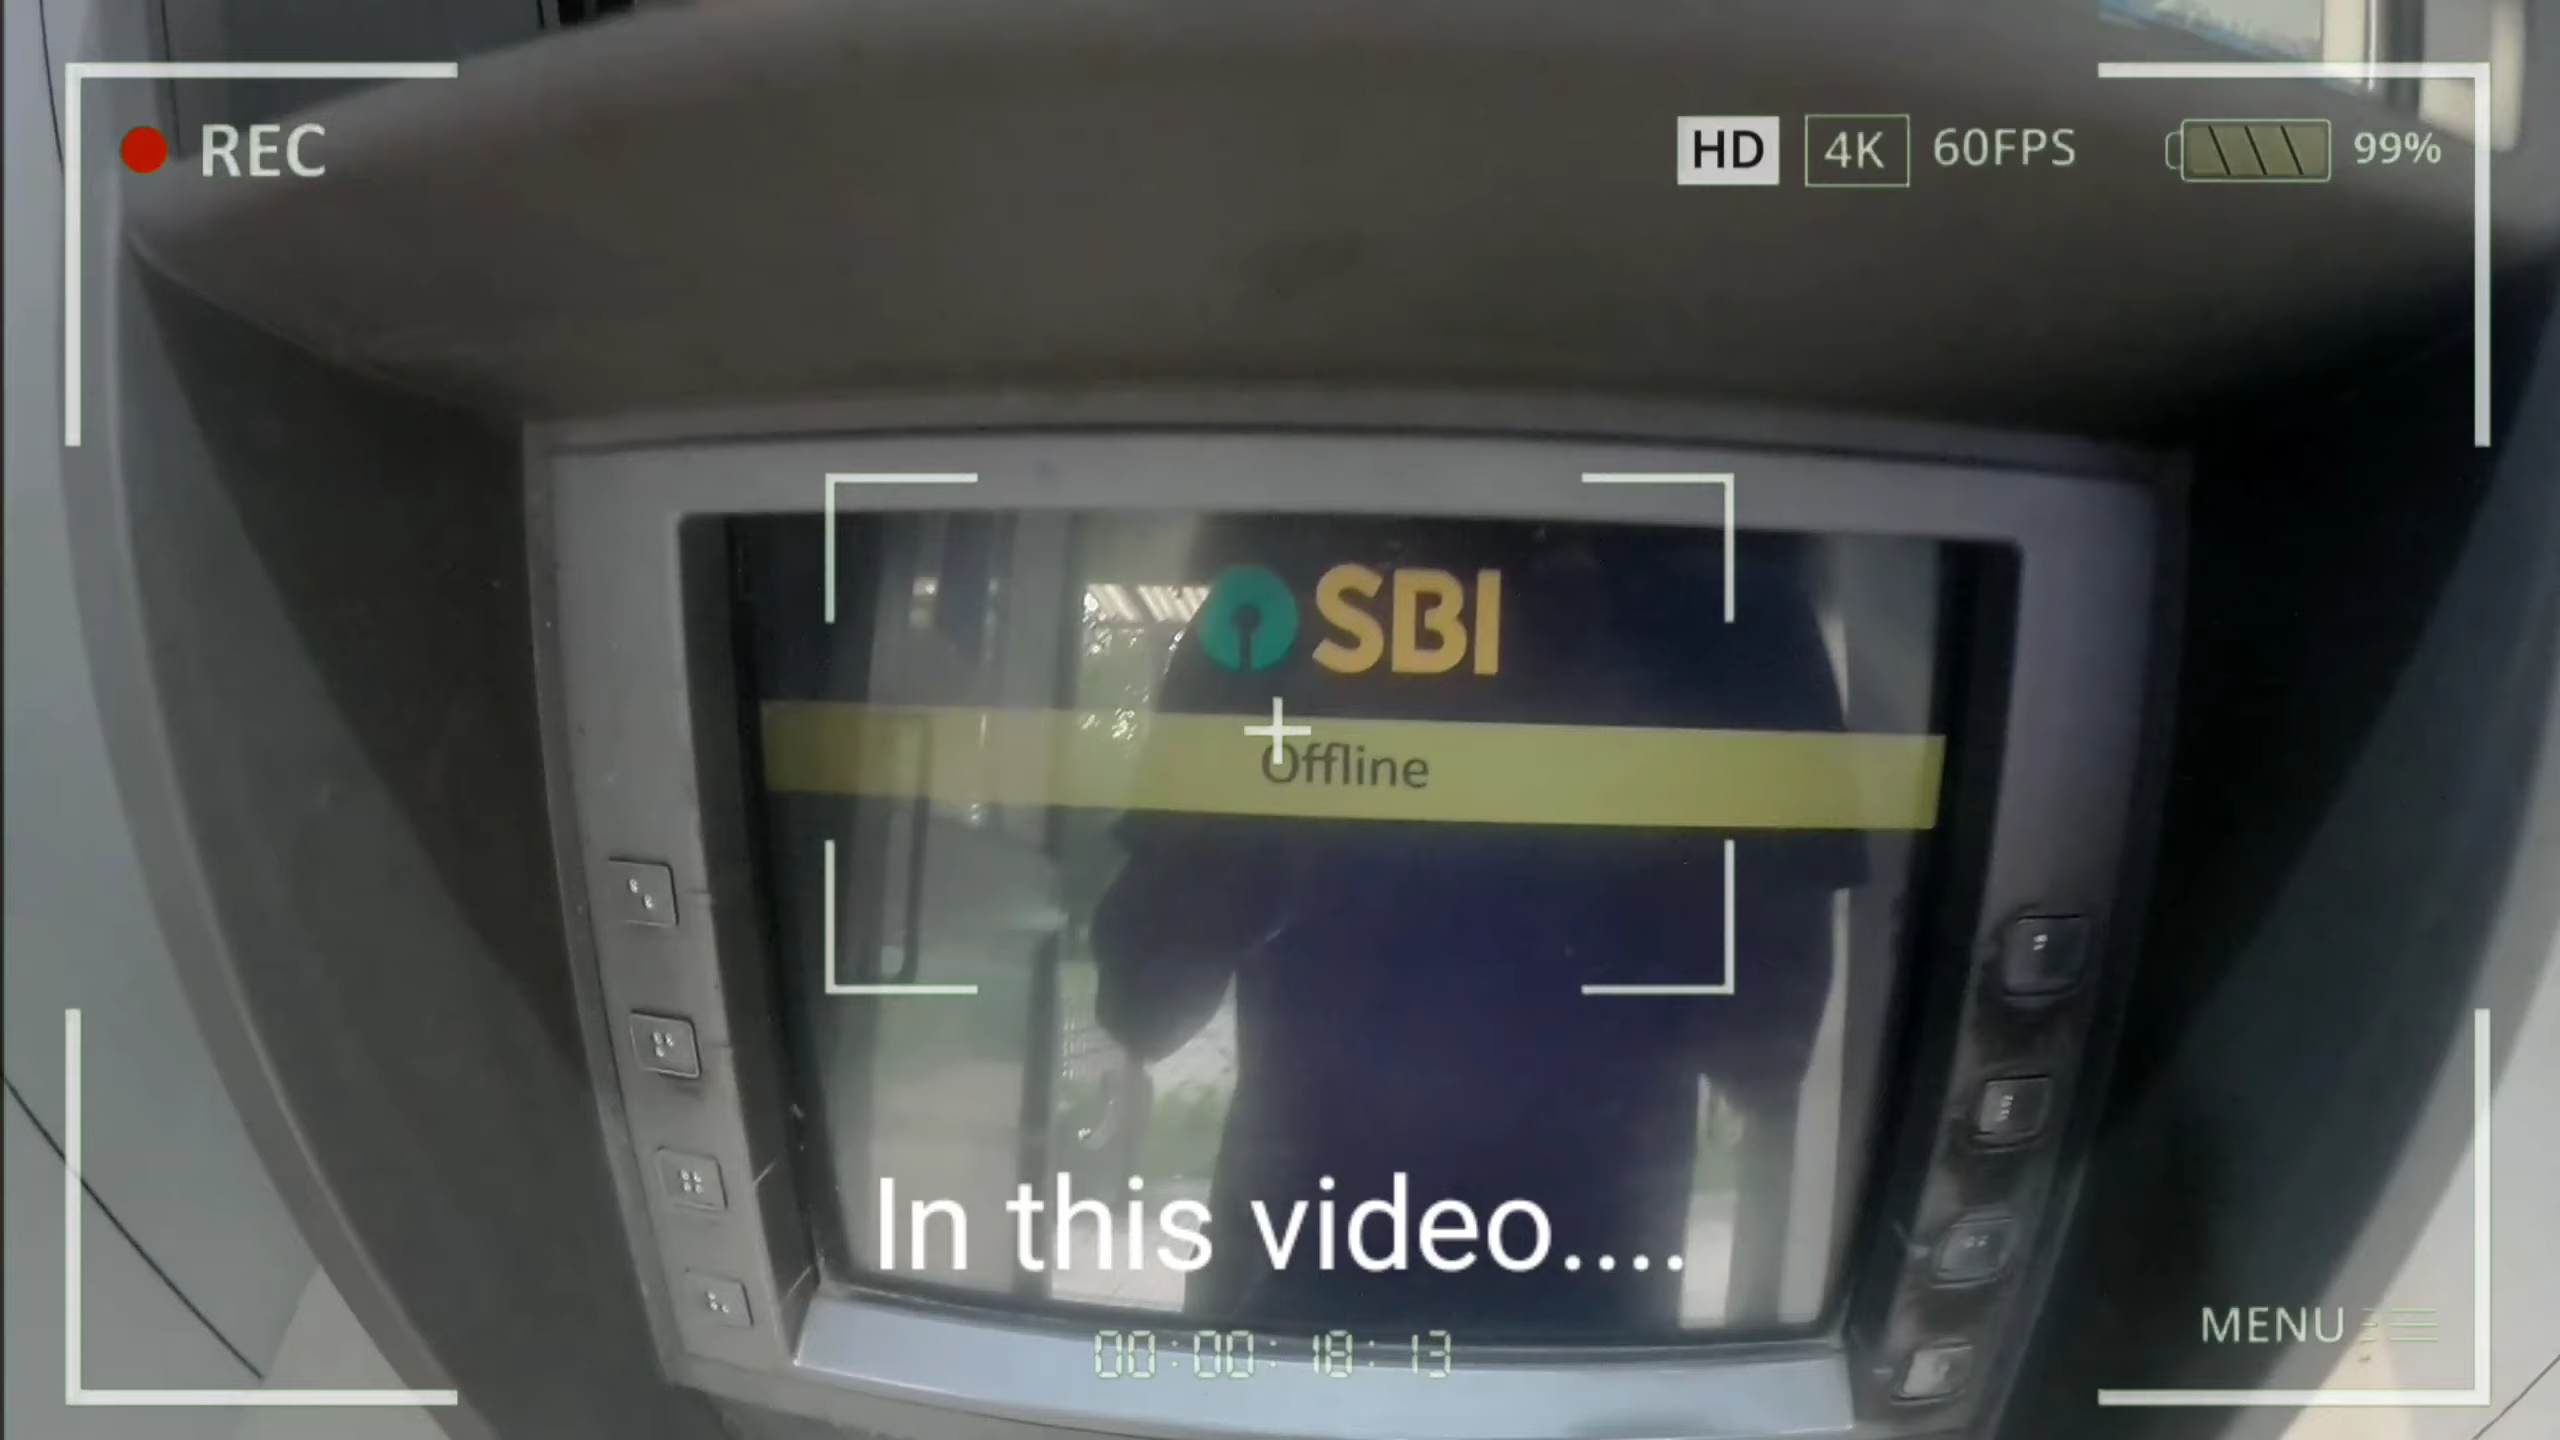 REC
HD 4K 60FPS 99%
SBI
Offline
In this video....
00:00:18:13
MENU